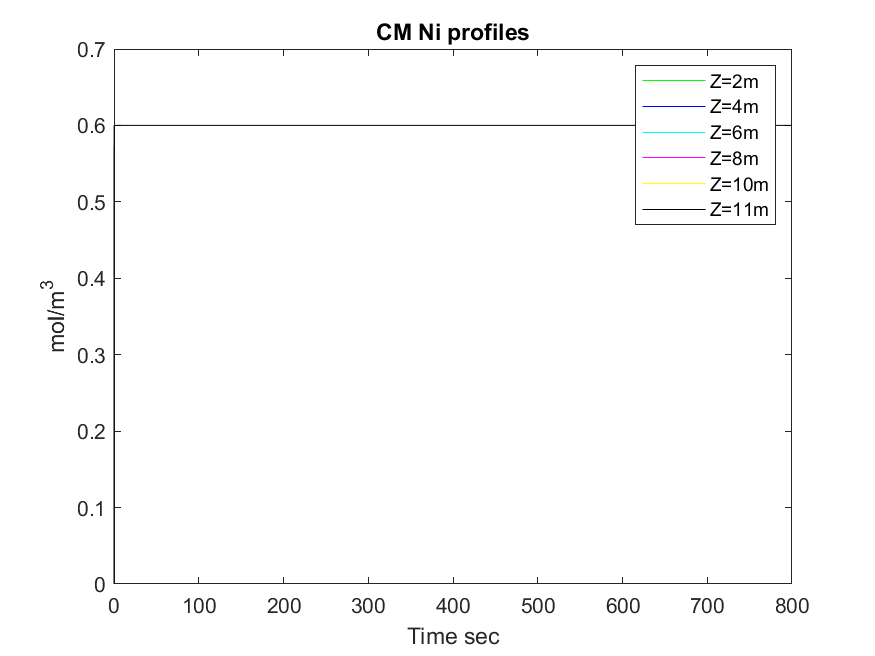 CM Ni profiles
0.7
0.6
0.5
0.4
0.3
0.2
0.1
0
mol/m³
Z=2m
Z=4m
Z=6m
Z=8m
Z=10m
Z=11m
0 100 200 300 400 500 600 700 800
Time sec